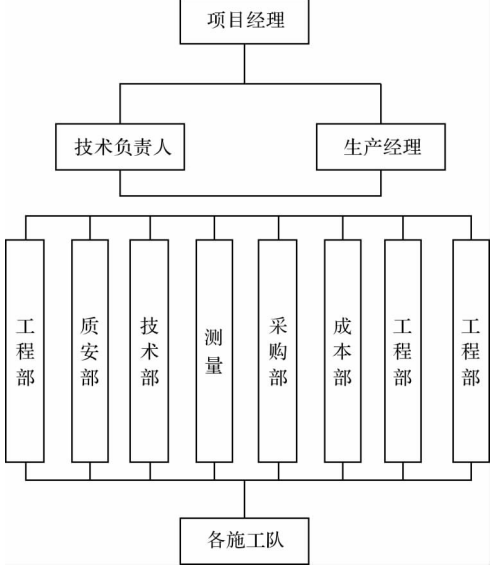 项目经理
技术负责人
生产经理
工程部
质安部
技术部
测量
采购部
成本部
工程部
工程部
各施工队